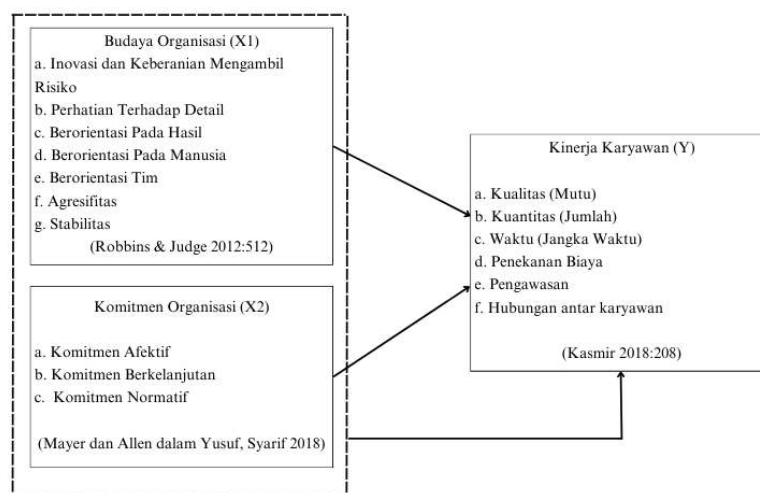 Budaya Organisasi (X1)
a. Inovasi dan Keberanian Mengambil
Risiko
b. Perhatian Terhadap Detail
c. Berorientasi Pada Hasil
d. Berorientasi Pada Manusia
e. Berorientasi Tim
f. Agresifitas
g. Stabilitas
(Robbins & Judge 2012:512)
Komitmen Organisasi (X2)
a. Komitmen Afektif
b. Komitmen Berkelanjutan
c. Komitmen Normatif
(Mayer dan Allen dalam Yusuf, Syarif 2018)
Kinerja Karyawan (Y)
a. Kualitas (Mutu)
b. Kuantitas (Jumlah)
c. Waktu (Jangka Waktu)
d. Penekanan Biaya
e. Pengawasan
f. Hubungan antar karyawan
(Kasmir 2018:208)